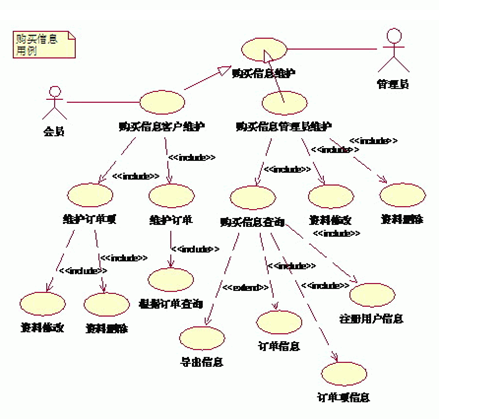 购买信息
用例
管理员
购买信息维护
会员
购买信息客户维护
购买信息管理员维护
<<include>>
<<include>>
<<include>>
<<include>>
<<include>>
维护订单项
维护订单
购买信息查询
资料修改
资料删除
<<include>>
<<include>>
<<include>>
<<include>>
<<extend>>
<<include>>
<<include>>
根据订单查询
资料修改
资料删除
注册用户信息
订单信息
导出信息
订单项信息